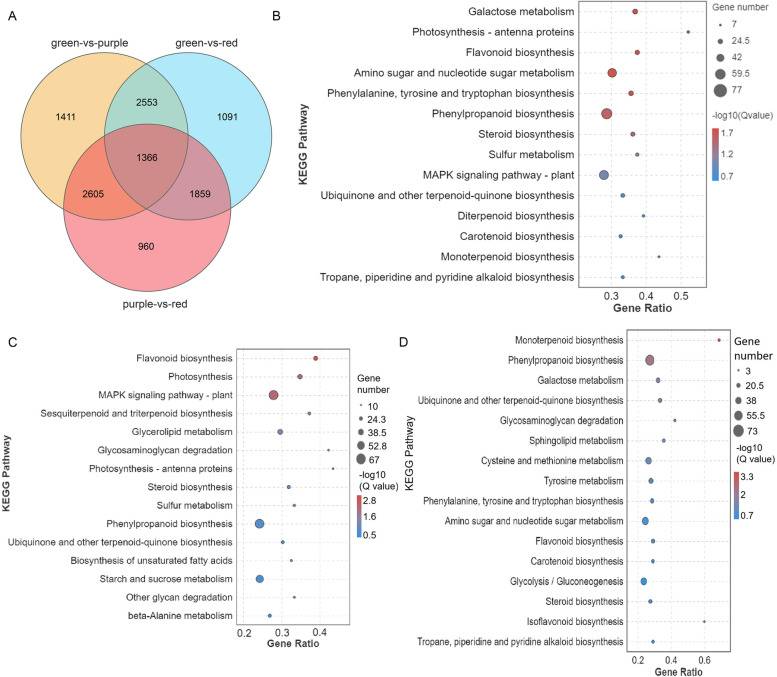 A
green-vs-purple
green-vs-red
1411
2553
1091
1366
2605
1859
960
purple-vs-red
B
KEGG Pathway
Galactose metabolism
Photosynthesis - antenna proteins
Flavonoid biosynthesis
Amino sugar and nucleotide sugar metabolism
Phenylalanine, tyrosine and tryptophan biosynthesis
Phenylpropanoid biosynthesis
Steroid biosynthesis
Sulfur metabolism
MAPK signaling pathway - plant
Ubiquinone and other terpenoid-quinone biosynthesis
Diterpenoid biosynthesis
Carotenoid biosynthesis
Monoterpenoid biosynthesis
Tropane, piperidine and pyridine alkaloid biosynthesis
0.3 0.4 0.5
Gene Ratio
Gene number
7
24.5
42
59.5
77
-log10(Qvalue)
1.7
1.2
0.7
C
KEGG Pathway
Flavonoid biosynthesis
Photosynthesis
MAPK signaling pathway - plant
Sesquiterpenoid and triterpenoid biosynthesis
Glycerolipid metabolism
Glycosaminoglycan degradation
Photosynthesis - antenna proteins
Steroid biosynthesis
Sulfur metabolism
Phenylpropanoid biosynthesis
Ubiquinone and other terpenoid-quinone biosynthesis
Biosynthesis of unsaturated fatty acids
Starch and sucrose metabolism
Other glycan degradation
beta-Alanine metabolism
0.2 0.3 0.4
Gene Ratio
Gene
number
10
24.3
38.5
52.8
67
-log10
(Q value)
2.8
1.6
0.5
D
KEGG Pathway
Monoterpenoid biosynthesis
Phenylpropanoid biosynthesis
Galactose metabolism
Ubiquinone and other terpenoid-quinone biosynthesis
Glycosaminoglycan degradation
Sphingolipid metabolism
Cysteine and methionine metabolism
Tyrosine metabolism
Phenylalanine, tyrosine and tryptophan biosynthesis
Amino sugar and nucleotide sugar metabolism
Flavonoid biosynthesis
Carotenoid biosynthesis
Glycolysis / Gluconeogenesis
Steroid biosynthesis
Isoflavonoid biosynthesis
Tropane, piperidine and pyridine alkaloid biosynthesis
0.2 0.4 0.6
Gene Ratio
Gene
number
3
20.5
38
55.5
73
-log10
(Q value)
3.3
2
0.7